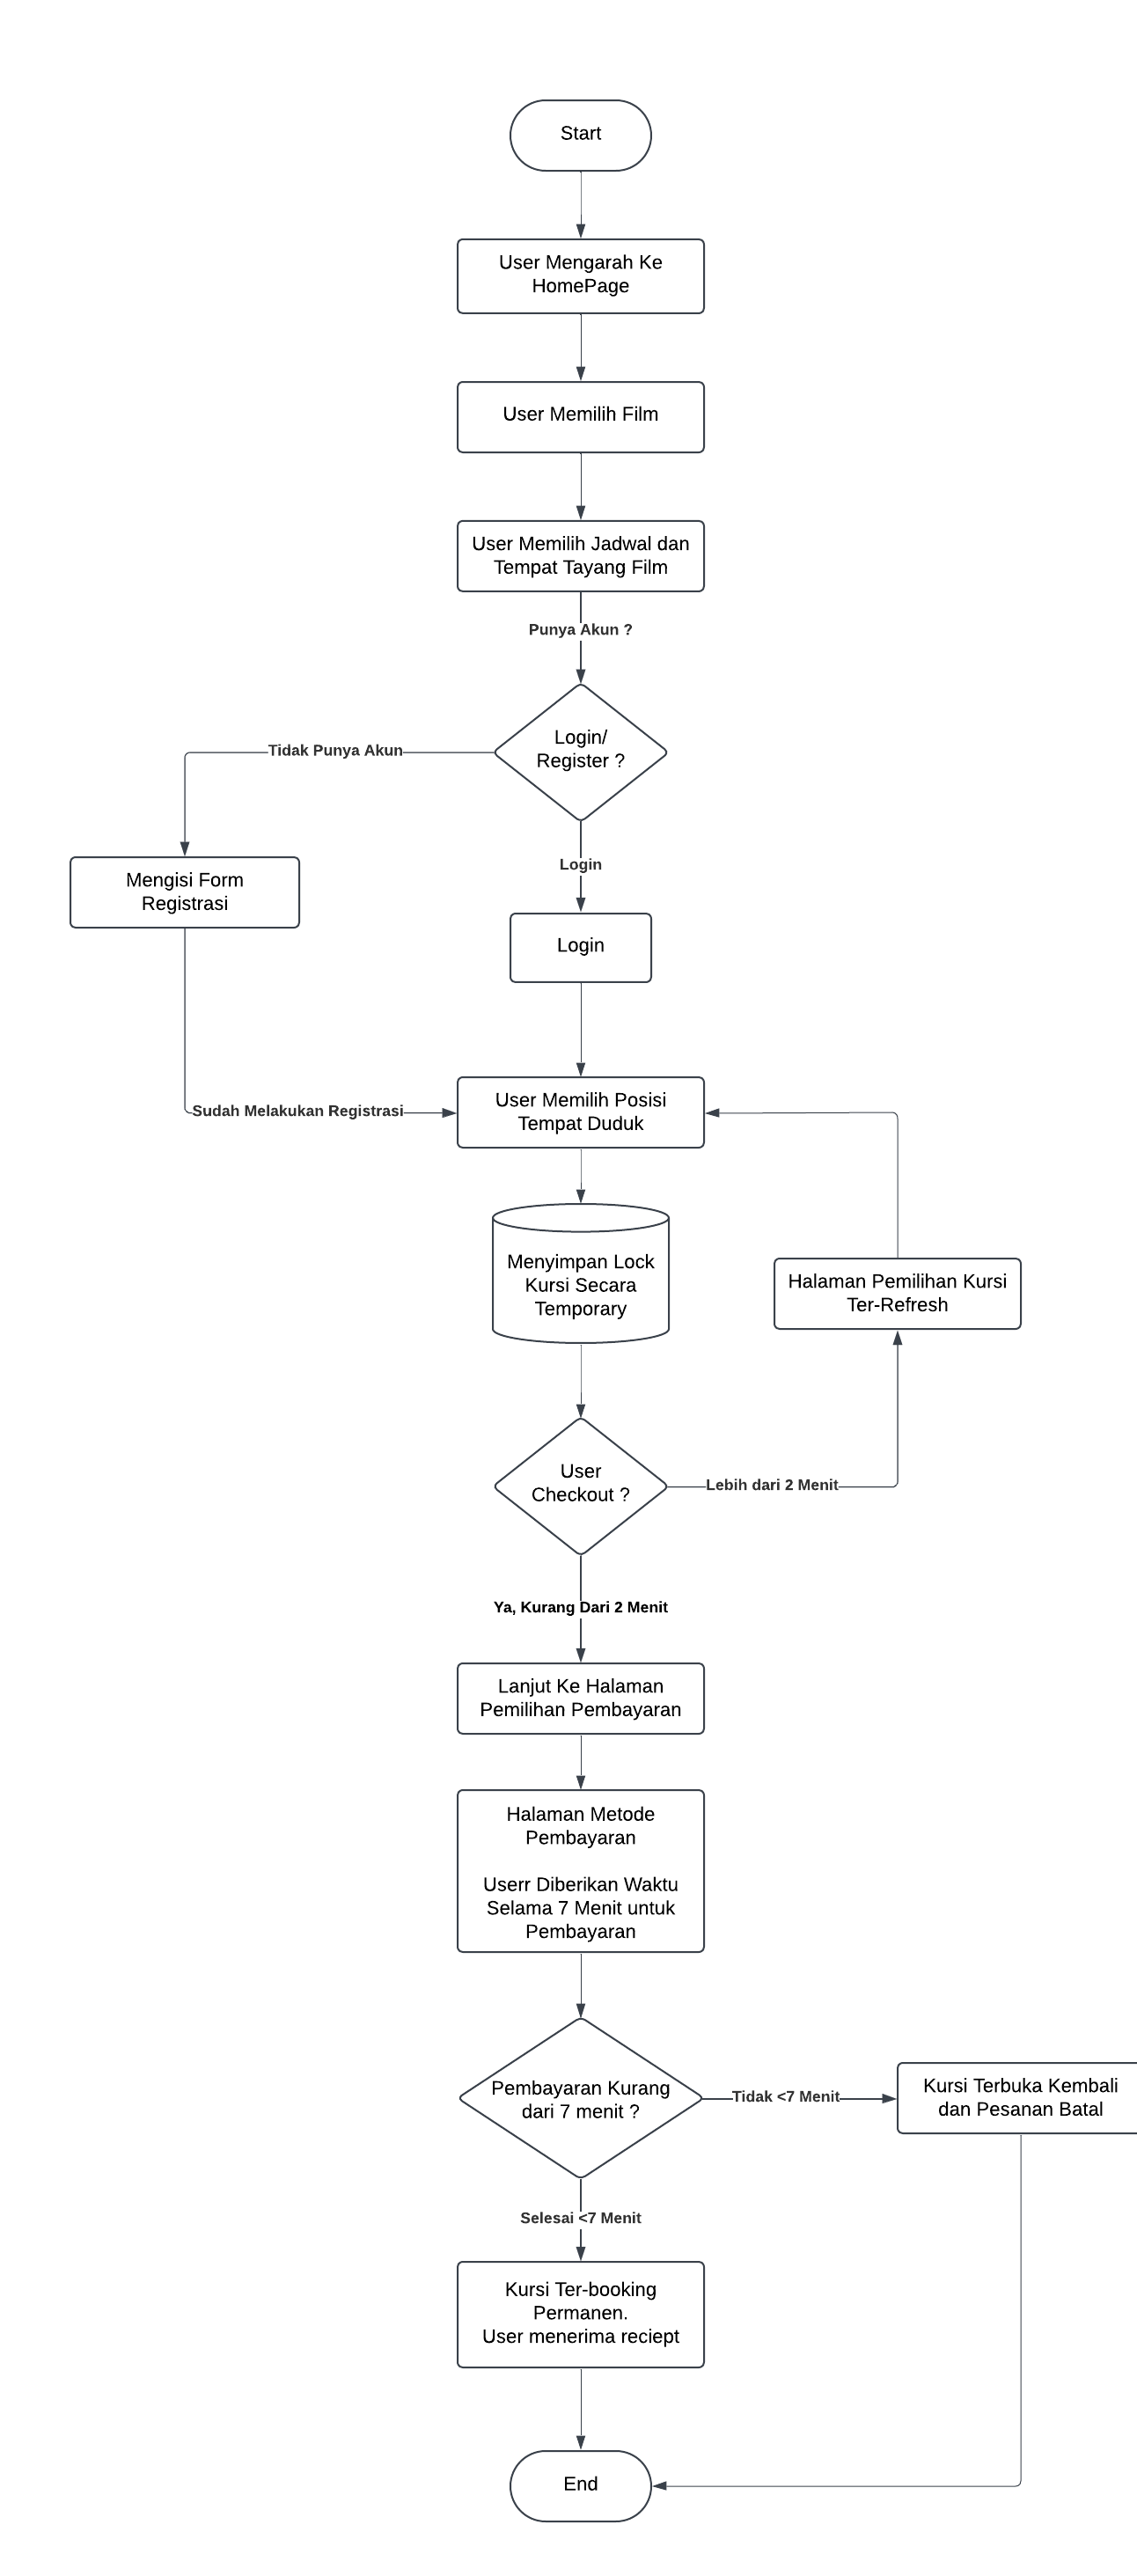 Start
User Mengarah Ke
HomePage
User Memilih Film
User Memilih Jadwal dan
Tempat Tayang Film
Punya Akun ?
Login/
Register ?
Tidak Punya Akun
Login
Mengisi Form
Registrasi
Login
Sudah Melakukan Registrasi
User Memilih Posisi
Tempat Duduk
Menyimpan Lock
Kursi Secara
Temporary
Halaman Pemilihan Kursi
Ter-Refresh
User
Checkout ?
Lebih dari 2 Menit
Ya, Kurang Dari 2 Menit
Lanjut Ke Halaman
Pemilihan Pembayaran
Halaman Metode
Pembayaran
Userr Diberikan Waktu
Selama 7 Menit untuk
Pembayaran
Pembayaran Kurang
dari 7 menit ?
Tidak <7 Menit
Kursi Terbuka Kembali
dan Pesanan Batal
Selesai <7 Menit
Kursi Ter-booking
Permanen.
User menerima reciept
End